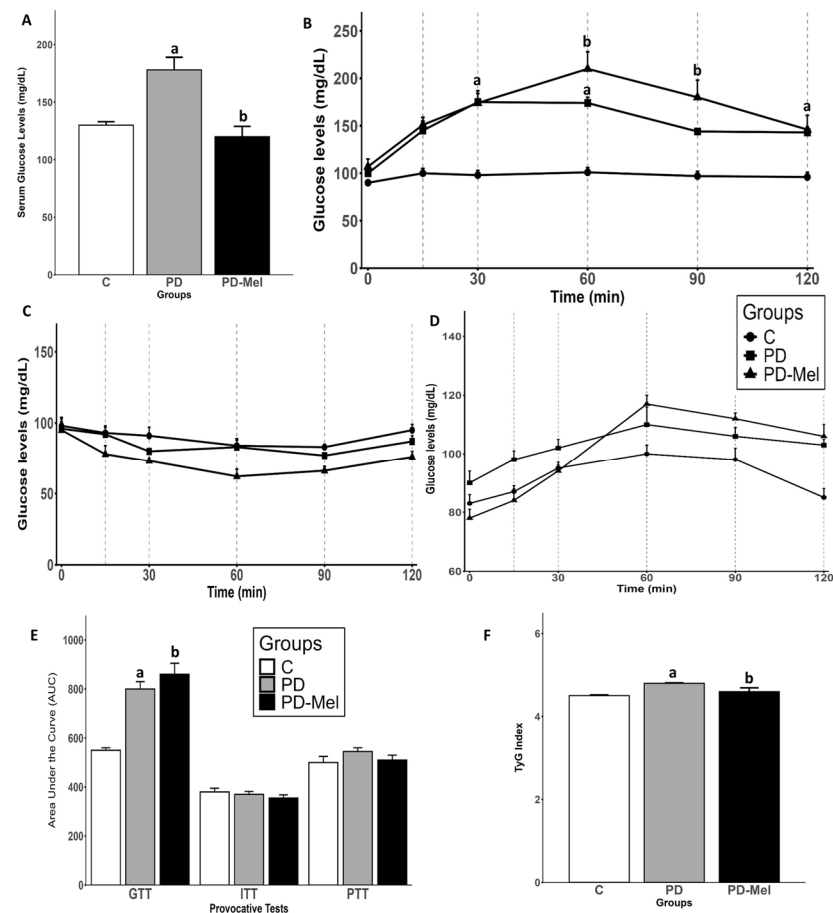 A
Serum Glucose Levels (mg/dL)
200
150
100
50
0
a
b
C PD PD-Mel
Groups
B
Glucose levels (mg/dL)
250
200
150
100
50
0
a
b
a
b
a
0 30 60 90 120
Time (min)
C
Glucose levels (mg/dL)
150
100
50
0
0 30 60 90 120
Time (min)
D
Glucose levels (mg/dL)
140
120
100
80
60
0 30 60 90 120
Time (min)
Groups
C
PD
PD-Mel
E
Area Under the Curve (AUC)
1000
800
600
400
200
0
a
b
Groups
C
PD
PD-Mel
GTT ITT PTT
Provocative Tests
F
TyG Index
6
4
2
0
a
b
C PD PD-Mel
Groups